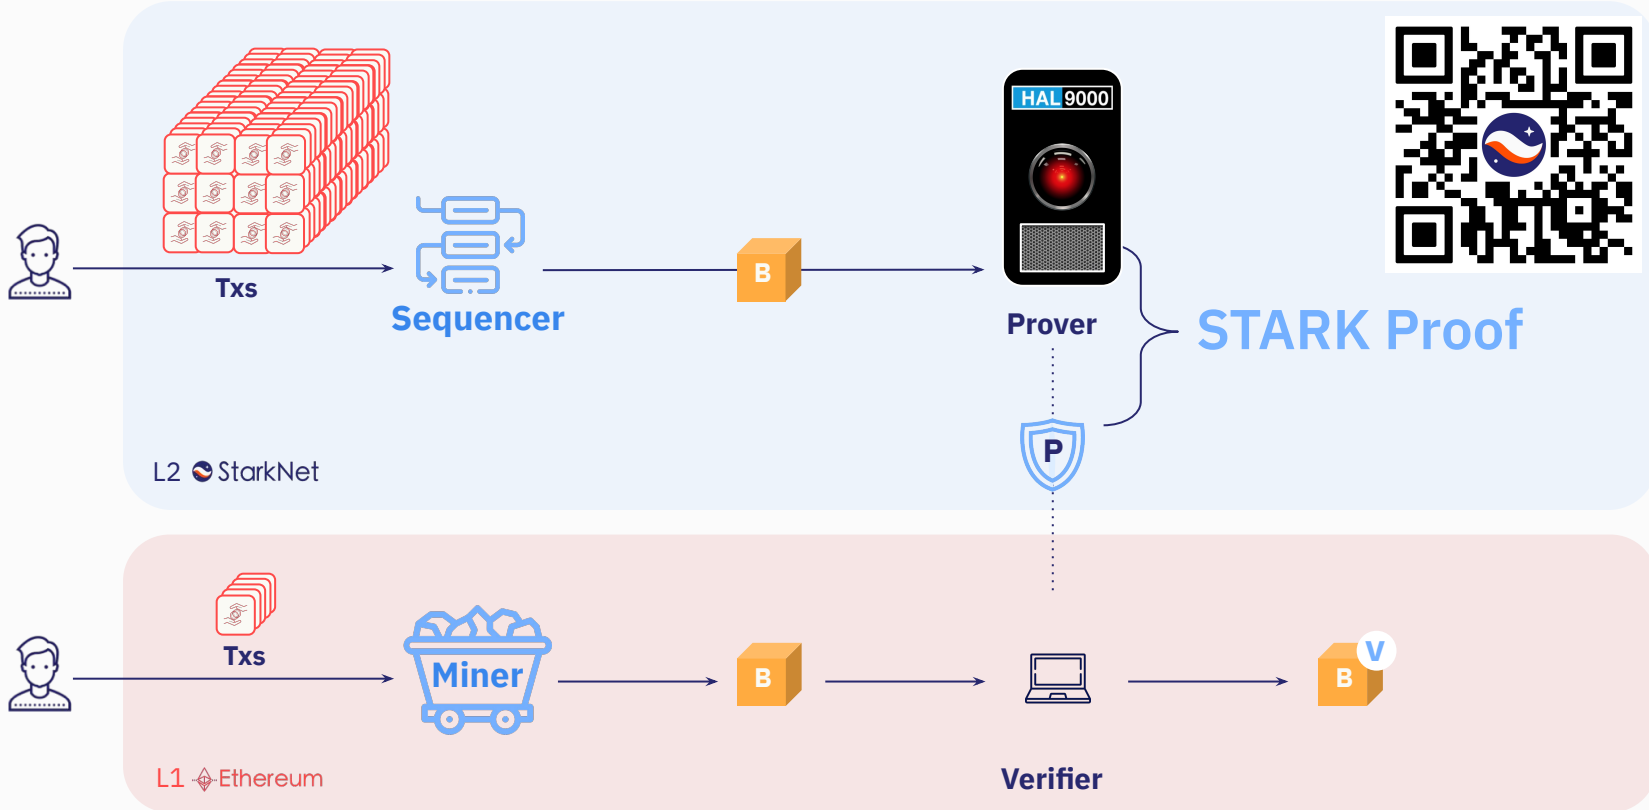 HAL 9000
Txs
Sequencer
B
Prover
STARK Proof
P
L2 StarkNet
Txs
Miner
B
B
V
L1 Ethereum
Verifier